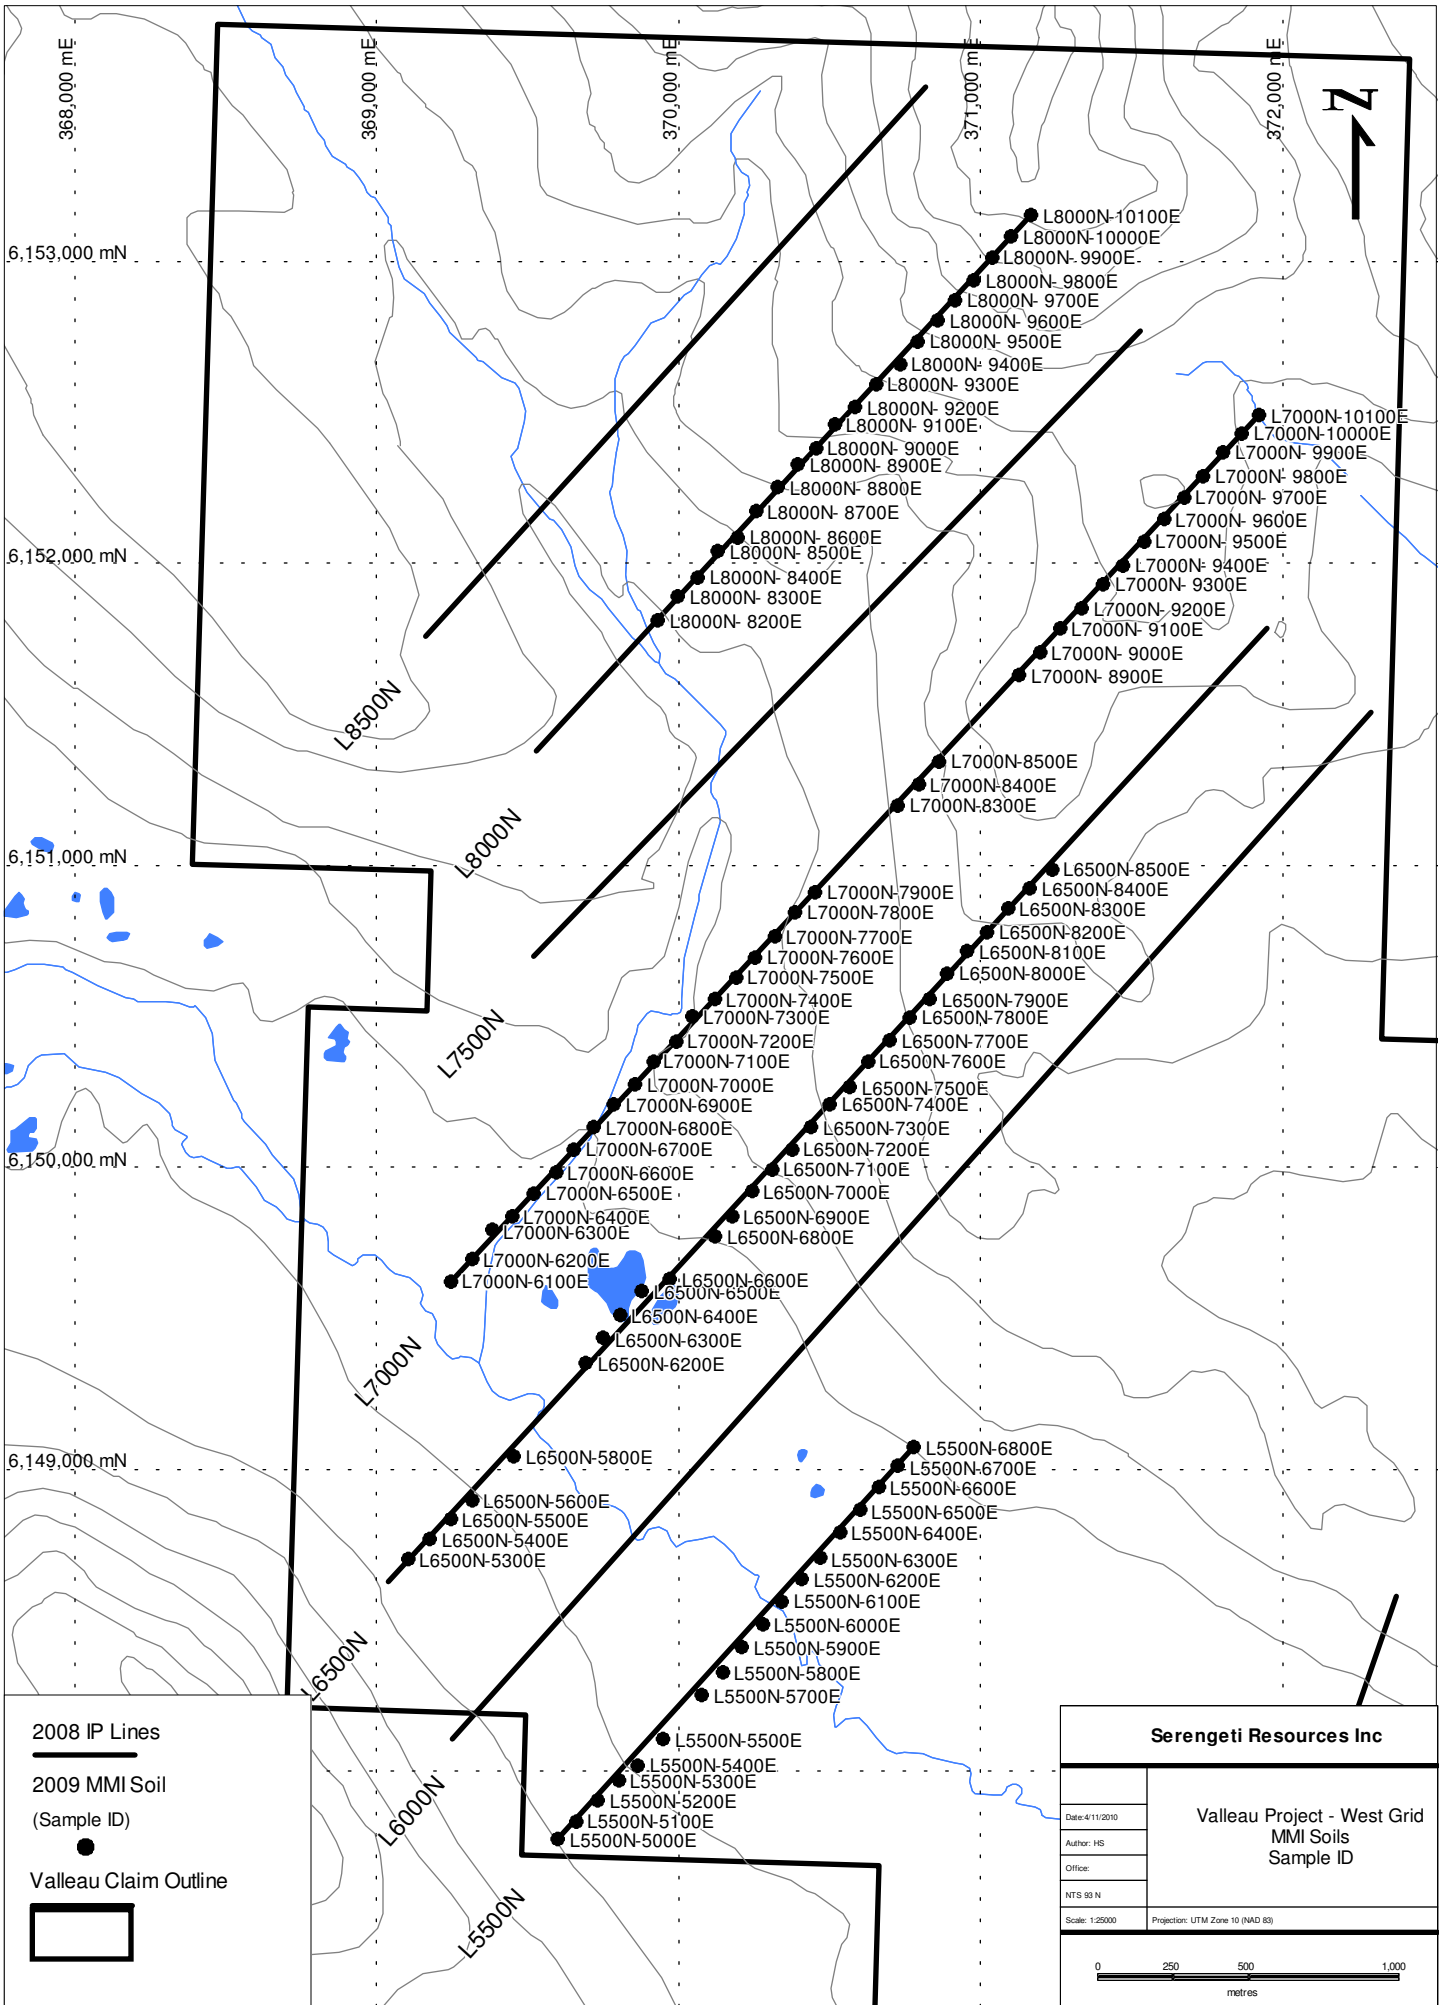 368,000 mE
369,000 mE
370,000 mE
371,000 mE
372,000 mE
N
6,153,000 mN
6,152,000 mN
6,151,000 mN
6,150,000 mN
6,149,000 mN
L8000N-10100E
L8000N-10000E
L8000N- 9900E
L8000N- 9800E
L8000N- 9700E
L8000N- 9600E
L8000N- 9500E
L8000N- 9400E
L8000N- 9300E
L8000N- 9200E
L8000N- 9100E
L8000N- 9000E
L8000N- 8900E
L8000N- 8800E
L8000N- 8700E
L8000N- 8600E
L8000N- 8500E
L8000N- 8400E
L8000N- 8300E
L8000N- 8200E
L7000N-10100E
L7000N-10000E
L7000N- 9900E
L7000N- 9800E
L7000N- 9700E
L7000N- 9600E
L7000N- 9500E
L7000N- 9400E
L7000N- 9300E
L7000N- 9200E
L7000N- 9100E
L7000N- 9000E
L7000N- 8900E
L7000N-8500E
L7000N-8400E
L7000N-8300E
L7000N-7900E
L7000N-7800E
L7000N-7700E
L7000N-7600E
L7000N-7500E
L7000N-7400E
L7000N-7300E
L7000N-7200E
L7000N-7100E
L7000N-7000E
L7000N-6900E
L7000N-6800E
L7000N-6700E
L7000N-6600E
L7000N-6500E
L7000N-6400E
L7000N-6300E
L7000N-6200E
L7000N-6100E
L6500N-8500E
L6500N-8400E
L6500N-8300E
L6500N-8200E
L6500N-8100E
L6500N-8000E
L6500N-7900E
L6500N-7800E
L6500N-7700E
L6500N-7600E
L6500N-7500E
L6500N-7400E
L6500N-7300E
L6500N-7200E
L6500N-7100E
L6500N-7000E
L6500N-6900E
L6500N-6800E
L6500N-6600E
L6500N-6500E
L6500N-6400E
L6500N-6300E
L6500N-6200E
L6500N-5800E
L6500N-5600E
L6500N-5500E
L6500N-5400E
L6500N-5300E
L5500N-6800E
L5500N-6700E
L5500N-6600E
L5500N-6500E
L5500N-6400E
L5500N-6300E
L5500N-6200E
L5500N-6100E
L5500N-6000E
L5500N-5900E
L5500N-5800E
L5500N-5700E
L5500N-5500E
L5500N-5400E
L5500N-5300E
L5500N-5200E
L5500N-5100E
L5500N-5000E
L8500N
L8000N
L7500N
L7000N
L6500N
L6000N
L5500N
2008 IP Lines
2009 MMI Soil
(Sample ID)
Valleau Claim Outline
Serengeti Resources Inc
Date:4/11/2010
Author: HS
Office:
NTS 93 N
Scale: 1:25000
Valleau Project - West Grid
MMI Soils
Sample ID
Projection: UTM Zone 10 (NAD 83)
0 250 500 1,000
metres